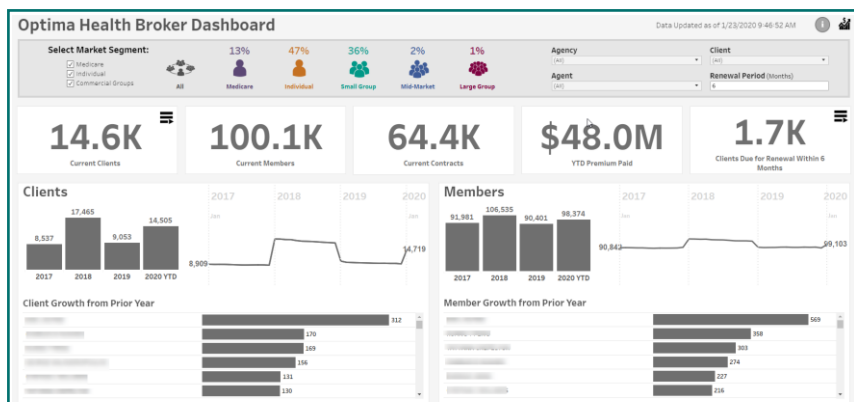 Optima Health Broker Dashboard
Data Updated as of 1/23/2020 9:46:52 AM
Select Market Segment:
Medicare
Individual
Commercial Groups
All
13%
Medicare
47%
Individual
36%
Small Group
2%
Mid-Market
1%
Large Group
Agency
(All)
Client
(All)
Agent
(All)
Renewal Period (Months)
6
14.6K
Current Clients
100.1K
Current Members
64.4K
Current Contracts
$48.0M
YTD Premium Paid
1.7K
Clients Due for Renewal Within 6
Months
Clients
8,537
17,465
9,053
14,505
2017 2018 2019 2020 YTD
2017 2018 2019 2020
Jan Jan
8,909
14,719
Members
91,981
106,535
90,401
98,374
2017 2018 2019 2020 YTD
2017 2018 2019 2020
Jan Jan
90,842
99,103
Client Growth from Prior Year
312
170
169
156
131
130
Member Growth from Prior Year
569
358
303
274
227
216